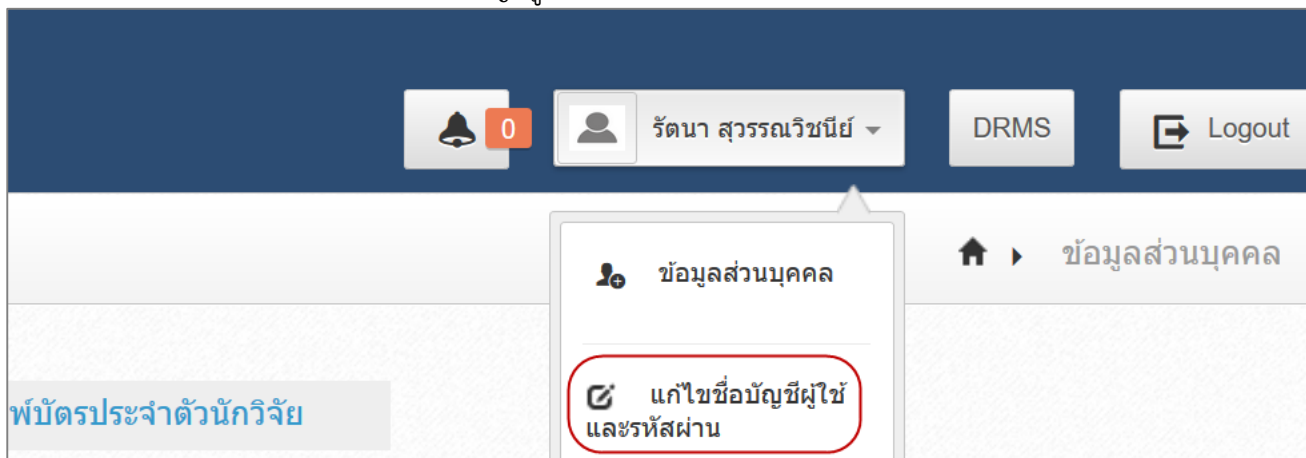 0
รัตนา สุวรรณวิชนีย์
DRMS
Logout
ข้อมูลส่วนบุคคล
ข้อมูลส่วนบุคคล
แก้ไขชื่อบัญชีผู้ใช้
และรหัสผ่าน
พ์บัตรประจำตัวนักวิจัย